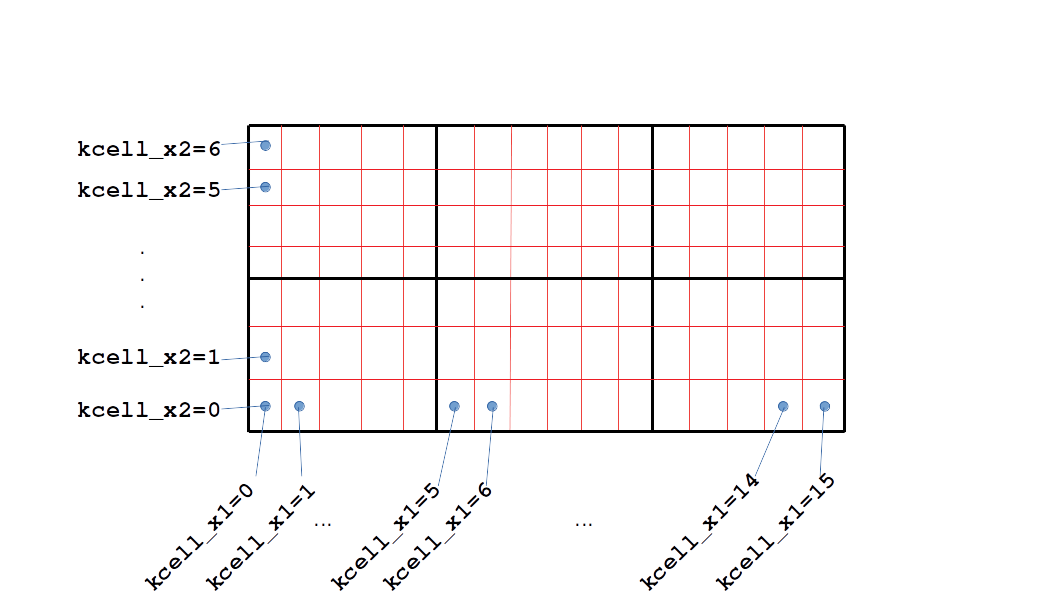 kcell_x2=6
kcell_x2=5
.
.
.
kcell_x2=1
kcell_x2=0
kcell_x1=0
kcell_x1=1
...
kcell_x1=5
kcell_x1=6
...
kcell_x1=14
kcell_x1=15